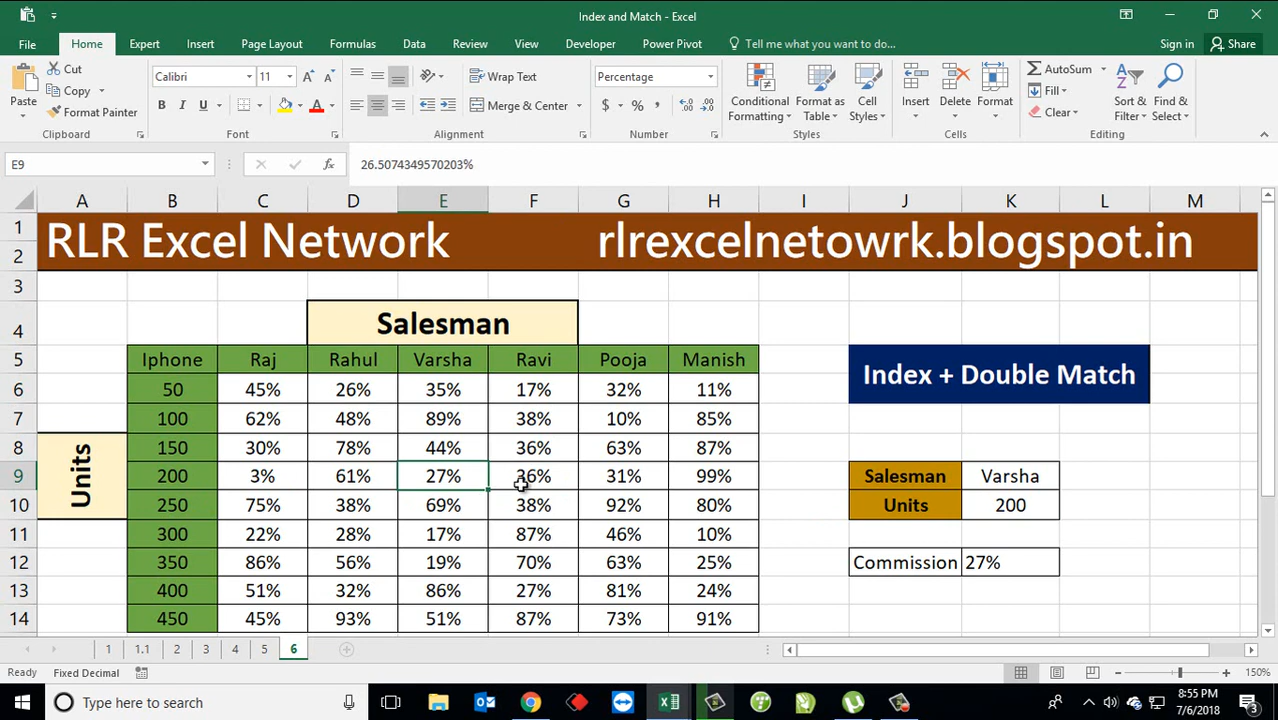 Index and Match - Excel
File Home Expert Insert Page Layout Formulas Data Review View Developer Power Pivot Tell me what you want to do... Sign in Share
Paste Cut Copy Format Painter Clipboard
Calibri 11 A A B I U A Font
Wrap Text Merge & Center Alignment
Percentage $ % , Number
Conditional Formatting Format as Table Cell Styles Styles
Insert Delete Format Cells
AutoSum Fill Clear Sort & Filter Find & Select Editing
E9 fx 26.5074349570203%
A B C D E F G H I J K L M
1 RLR Excel Network rlrexcelnetowrk.blogspot.in
2
3
4 Salesman
5 Iphone Raj Rahul Varsha Ravi Pooja Manish Index + Double Match
6 50 45% 26% 35% 17% 32% 11%
7 100 62% 48% 89% 38% 10% 85%
Units
8 150 30% 78% 44% 36% 63% 87%
9 200 3% 61% 27% 36% 31% 99% Salesman Varsha
10 250 75% 38% 69% 38% 92% 80% Units 200
11 300 22% 28% 17% 87% 46% 10%
12 350 86% 56% 19% 70% 63% 25% Commission 27%
13 400 51% 32% 86% 27% 81% 24%
14 450 45% 93% 51% 87% 73% 91%
1 1.1 2 3 4 5 6
Ready Fixed Decimal 150%
Type here to search 8:55 PM
7/6/2018 3